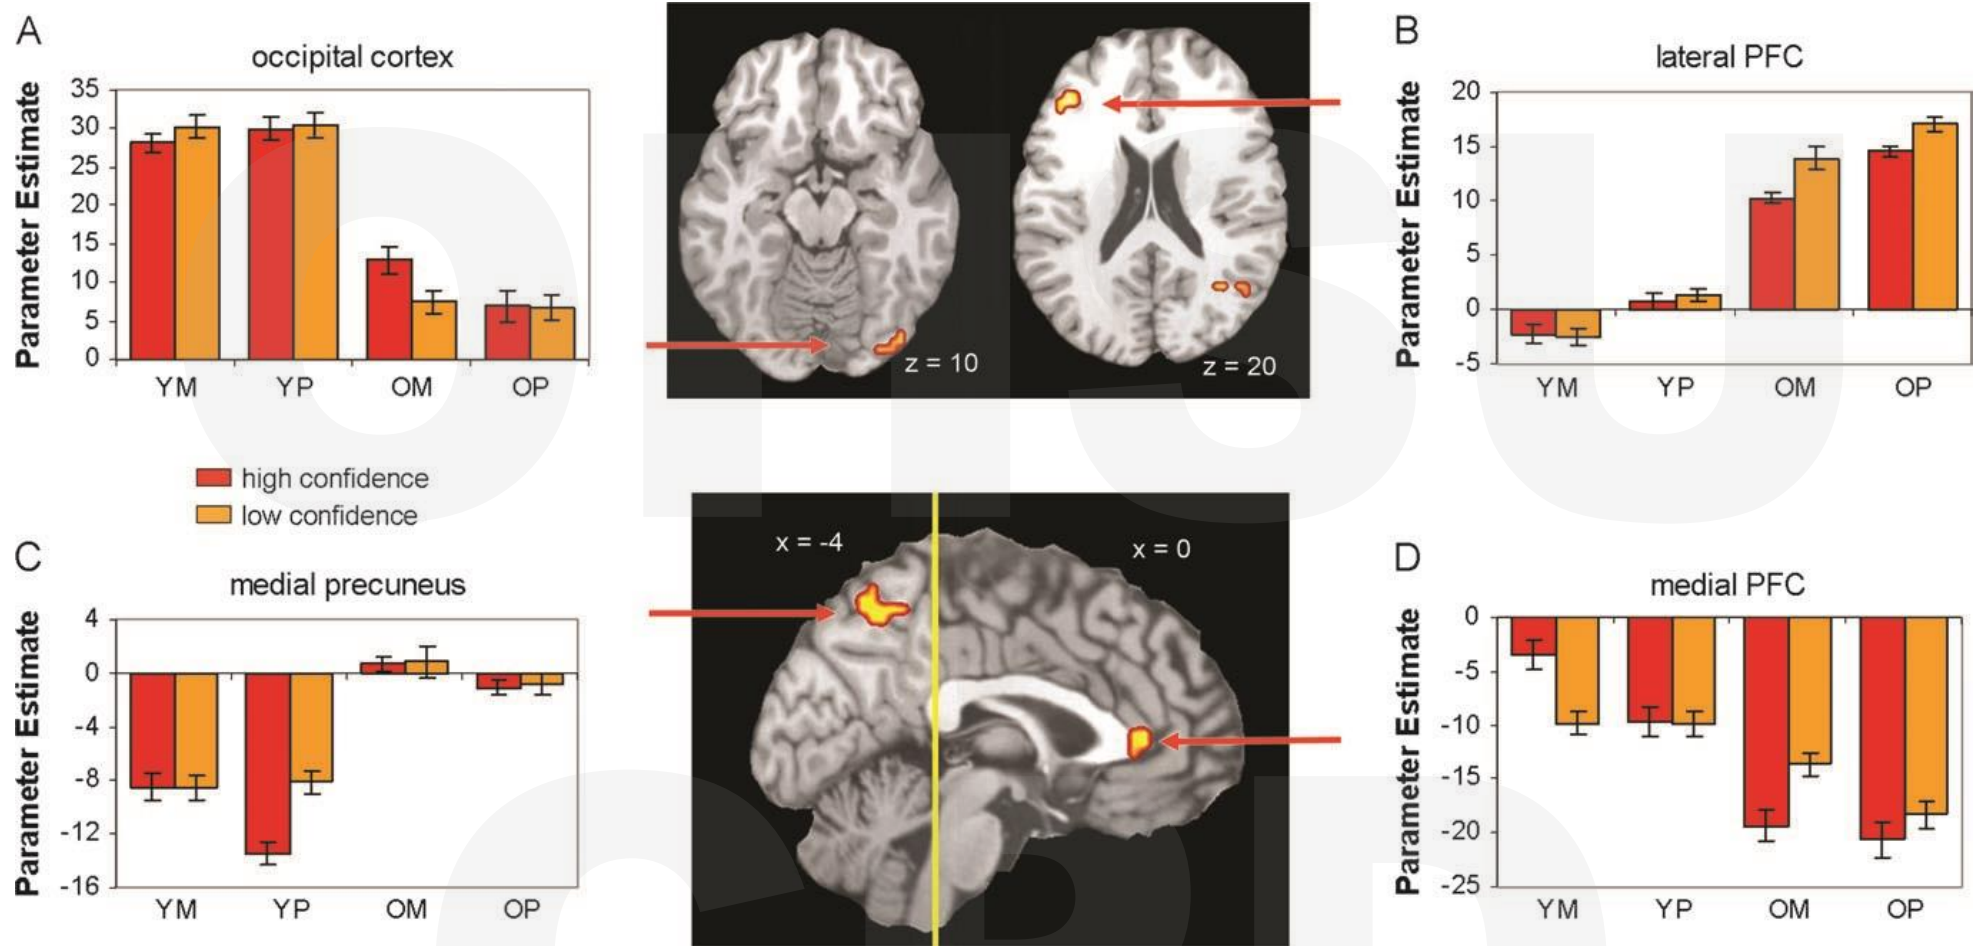 A
occipital cortex
Parameter Estimate
35
30
25
20
15
10
5
0
YM YP OM OP
z = 10
z = 20
B
lateral PFC
Parameter Estimate
20
15
10
5
0
-5
YM YP OM OP
high confidence
low confidence
C
medial precuneus
Parameter Estimate
4
0
-4
-8
-12
-16
YM YP OM OP
x = -4
x = 0
D
medial PFC
Parameter Estimate
0
-5
-10
-15
-20
-25
YM YP OM OP